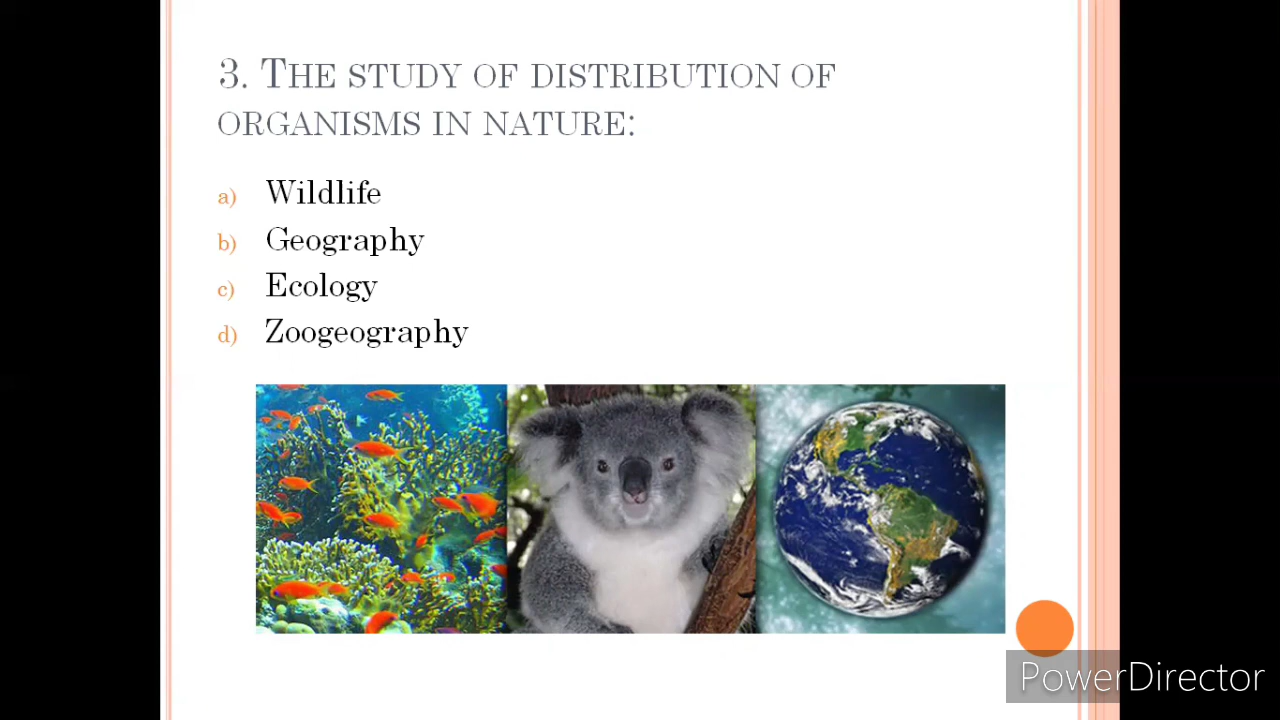 3. The study of distribution of
organisms in nature:
a) Wildlife
b) Geography
c) Ecology
d) Zoogeography
PowerDirector